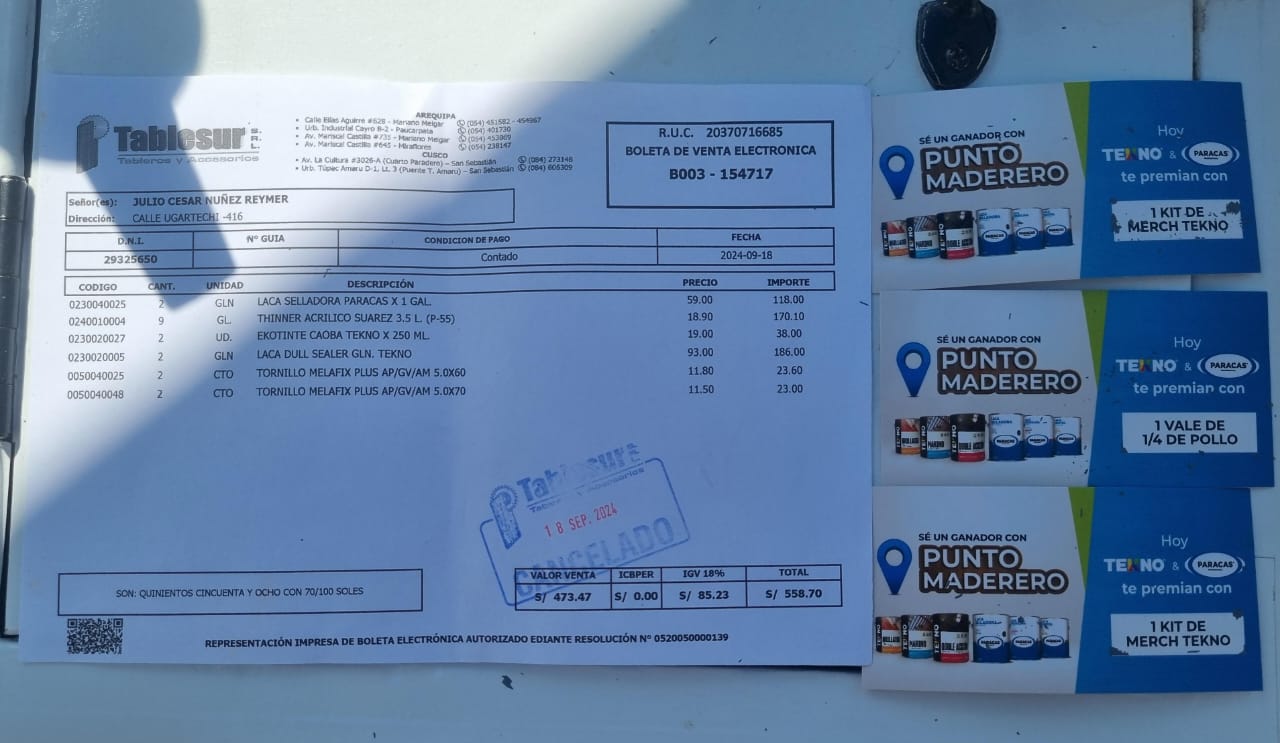 Tablesur S.R.L.
Tableros y Accesorios
AREQUIPA
• Calle Elias Aguirre #628 - Mariano Melgar (054) 451582 - 454967
• Urb. Industrial Cayro B-2 - Paucarpata (054) 401730
• Av. Mariscal Castilla #735 - Mariano Melgar (054) 453069
• Av. Mariscal Castilla #645 - Miraflores (054) 238147
CUSCO
• Av. La Cultura #3026-A (Cuarto Paradero) – San Sebastián (084) 273148
• Urb. Túpac Amaru D-1, Lt. 3 (Puente T. Amaru) – San Sebastián (084) 606309
R.U.C. 20370716685
BOLETA DE VENTA ELECTRONICA
B003 - 154717
Señor(es): JULIO CESAR NUÑEZ REYMER
Dirección: CALLE UGARTECHI -416
D.N.I. N° GUIA CONDICION DE PAGO FECHA
29325650 Contado 2024-09-18
CODIGO CANT. UNIDAD DESCRIPCIÓN PRECIO IMPORTE
0230040025 2 GLN LACA SELLADORA PARACAS X 1 GAL. 59.00 118.00
0240010004 9 GL. THINNER ACRILICO SUAREZ 3.5 L. (P-55) 18.90 170.10
0230020027 2 UD. EKOTINTE CAOBA TEKNO X 250 ML. 19.00 38.00
0230020005 2 GLN LACA DULL SEALER GLN. TEKNO 93.00 186.00
0050040025 2 CTO TORNILLO MELAFIX PLUS AP/GV/AM 5.0X60 11.80 23.60
0050040048 2 CTO TORNILLO MELAFIX PLUS AP/GV/AM 5.0X70 11.50 23.00
Tablesur
Tableros y Accesorios
18 SEP. 2024
CANCELADO
SON: QUINIENTOS CINCUENTA Y OCHO CON 70/100 SOLES
VALOR VENTA ICBPER IGV 18% TOTAL
S/ 473.47 S/ 0.00 S/ 85.23 S/ 558.70
REPRESENTACIÓN IMPRESA DE BOLETA ELECTRÓNICA AUTORIZADO EDIANTE RESOLUCIÓN N° 0520050000139
SÉ UN GANADOR CON
PUNTO
MADERERO
Hoy
TEKNO & PARACAS
te premian con
1 KIT DE
MERCH TEKNO
SÉ UN GANADOR CON
PUNTO
MADERERO
Hoy
TEKNO & PARACAS
te premian con
1 VALE DE
1/4 DE POLLO
SÉ UN GANADOR CON
PUNTO
MADERERO
Hoy
TEKNO & PARACAS
te premian con
1 KIT DE
MERCH TEKNO